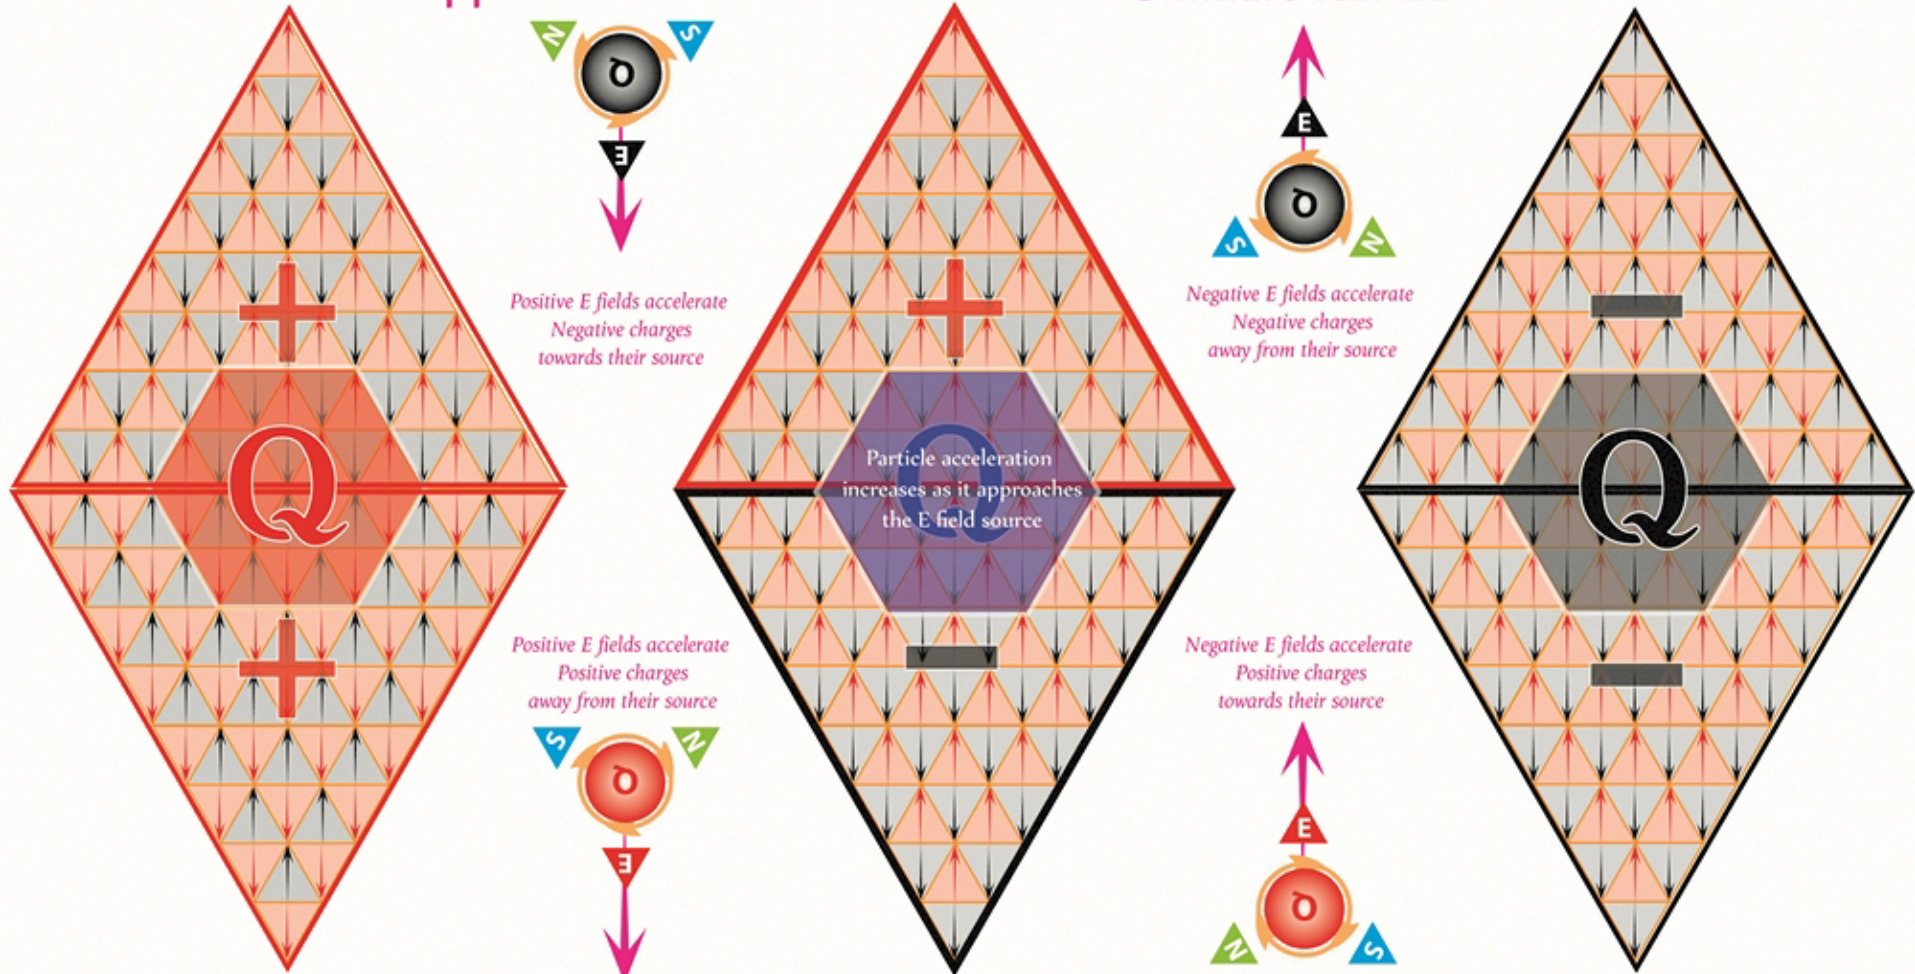 N
S
Q
E
Positive E fields accelerate
Negative charges
towards their source
E
Q
S
N
Negative E fields accelerate
Negative charges
away from their source
+
+
−
−
−
+
Q
Particle acceleration
increases as it approaches
the E field source
Q
Q
Positive E fields accelerate
Positive charges
away from their source
S
N
Q
E
Negative E fields accelerate
Positive charges
towards their source
E
Q
N
S